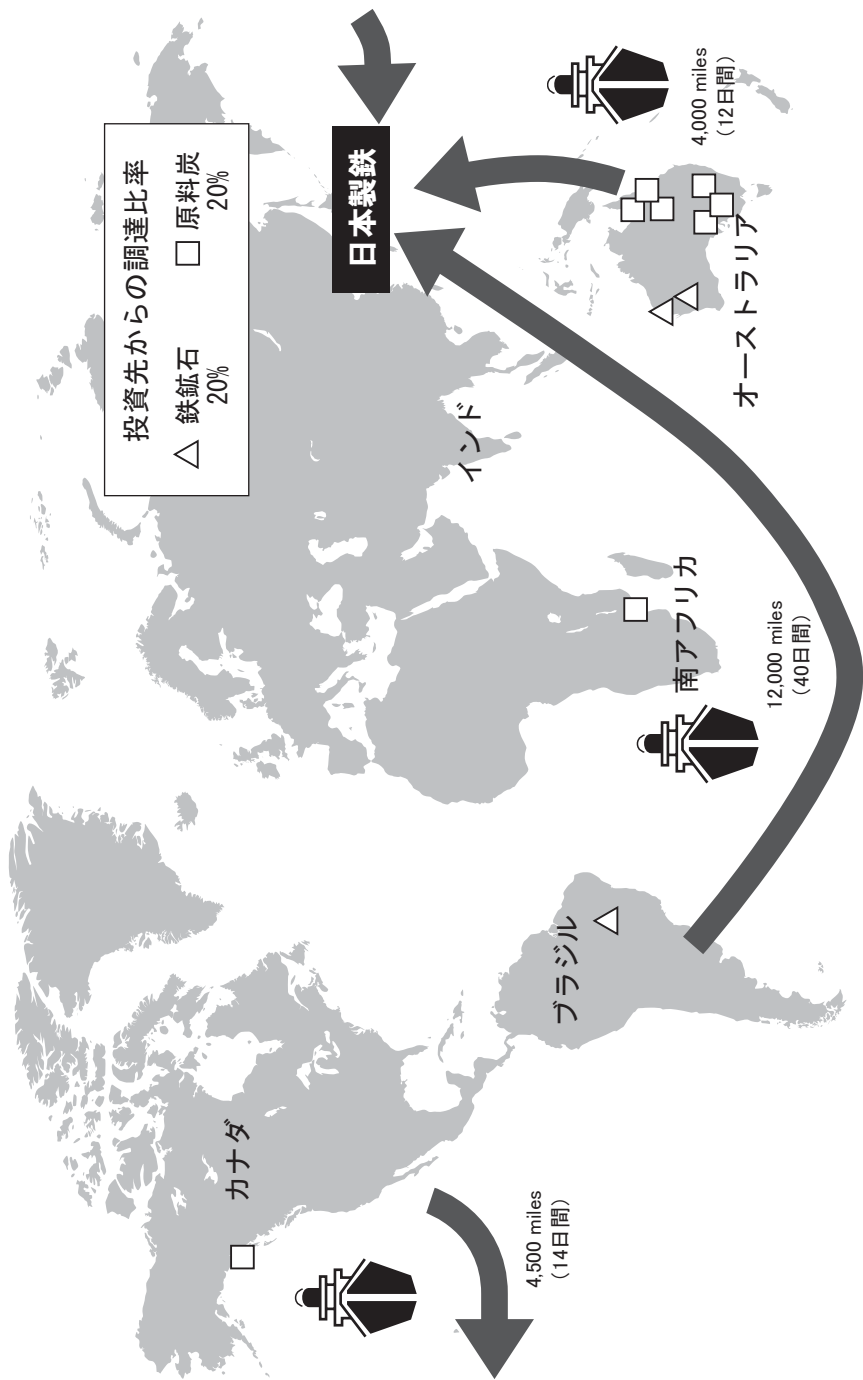 投資先からの調達比率
△ 鉄鉱石
20%
□ 原料炭
20%
日本製鉄
カナダ
ブラジル
南アフリカ
インド
オーストラリア
4,500 miles
（14日間）
12,000 miles
（40日間）
4,000 miles
（12日間）